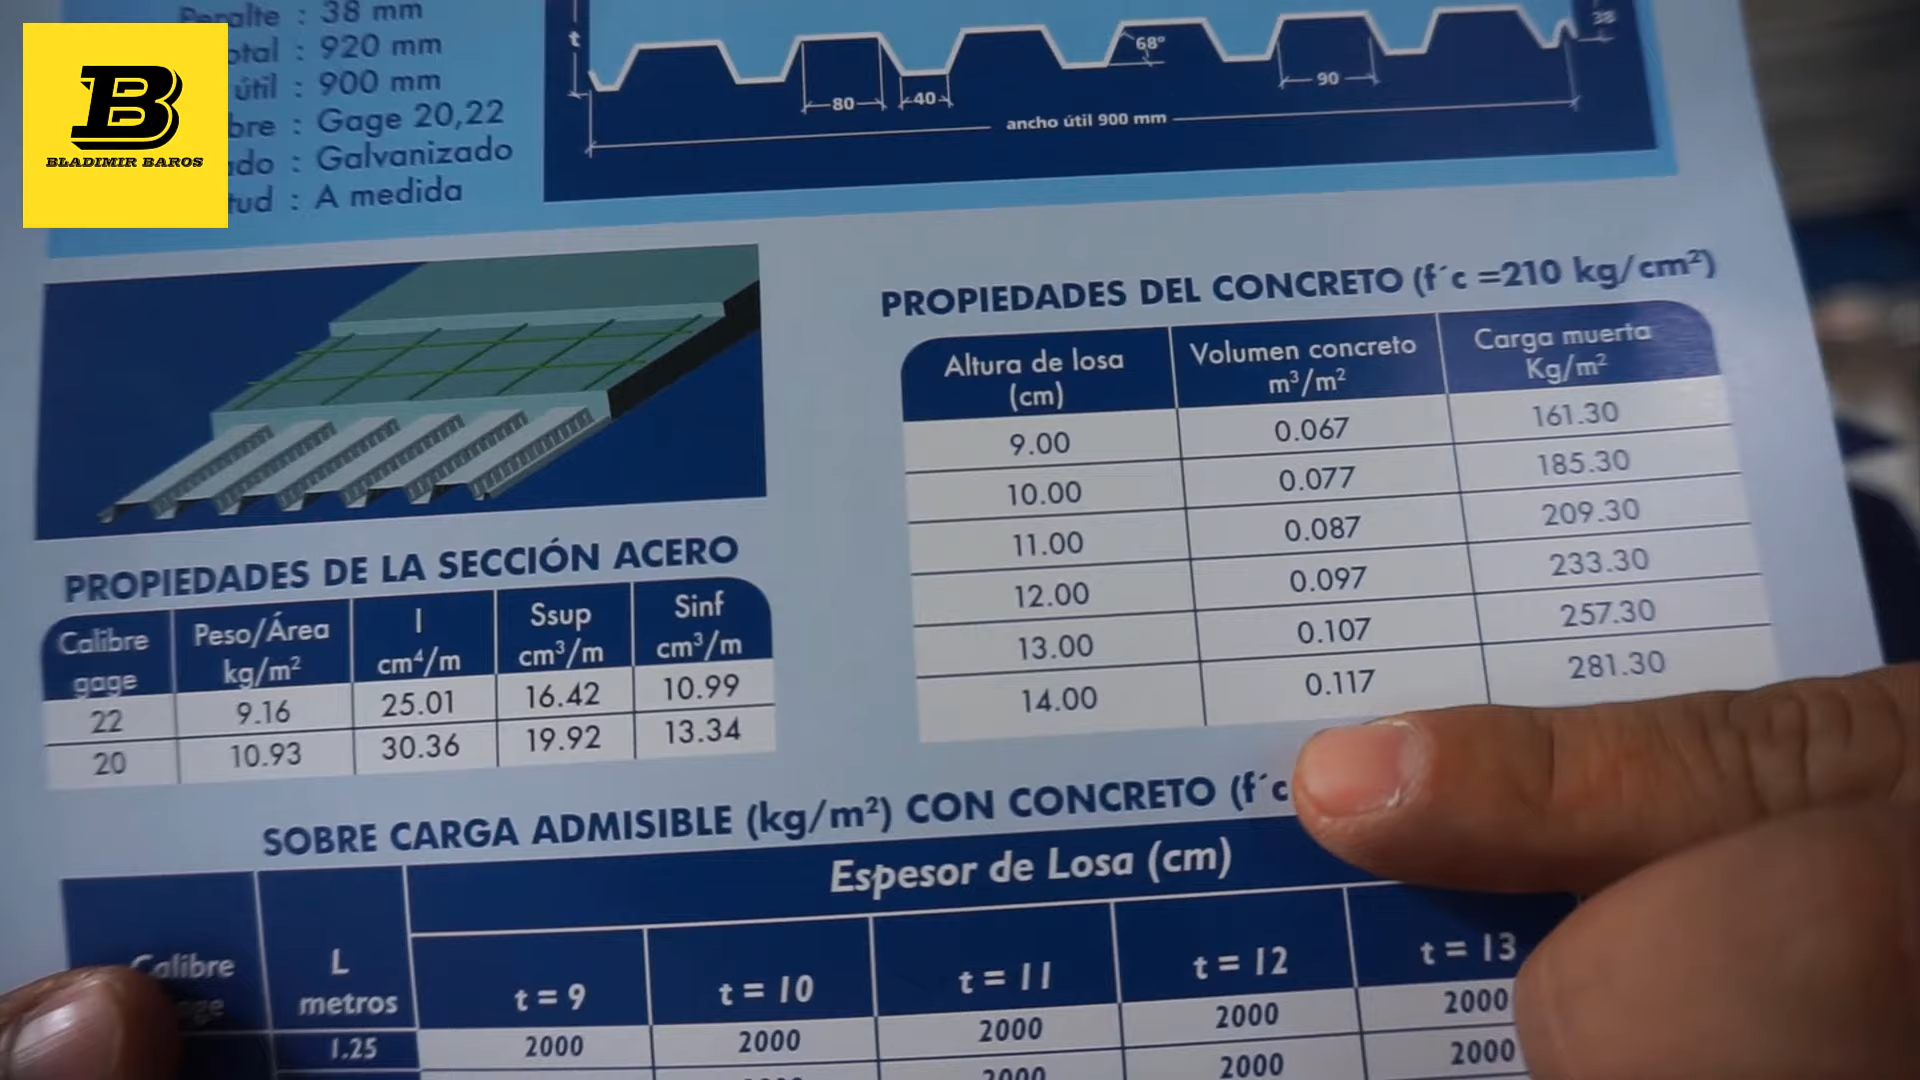 Peralte : 38 mm
otal : 920 mm
útil : 900 mm
bre : Gage 20,22
ado : Galvanizado
tud : A medida
B
BLADIMIR BAROS
t
80
40
68°
90
38
ancho útil 900 mm
PROPIEDADES DEL CONCRETO (f´c =210 kg/cm²)
Altura de losa (cm) Volumen concreto m³/m² Carga muerta Kg/m²
9.00 0.067 161.30
10.00 0.077 185.30
11.00 0.087 209.30
12.00 0.097 233.30
13.00 0.107 257.30
14.00 0.117 281.30
PROPIEDADES DE LA SECCIÓN ACERO
Calibre gage Peso/Área kg/m² I cm⁴/m Ssup cm³/m Sinf cm³/m
22 9.16 25.01 16.42 10.99
20 10.93 30.36 19.92 13.34
SOBRE CARGA ADMISIBLE (kg/m²) CON CONCRETO (f´c
Espesor de Losa (cm)
Calibre L metros t = 9 t = 10 t = 11 t = 12 t = 13
1.25 2000 2000 2000 2000 2000
2000 2000 2000